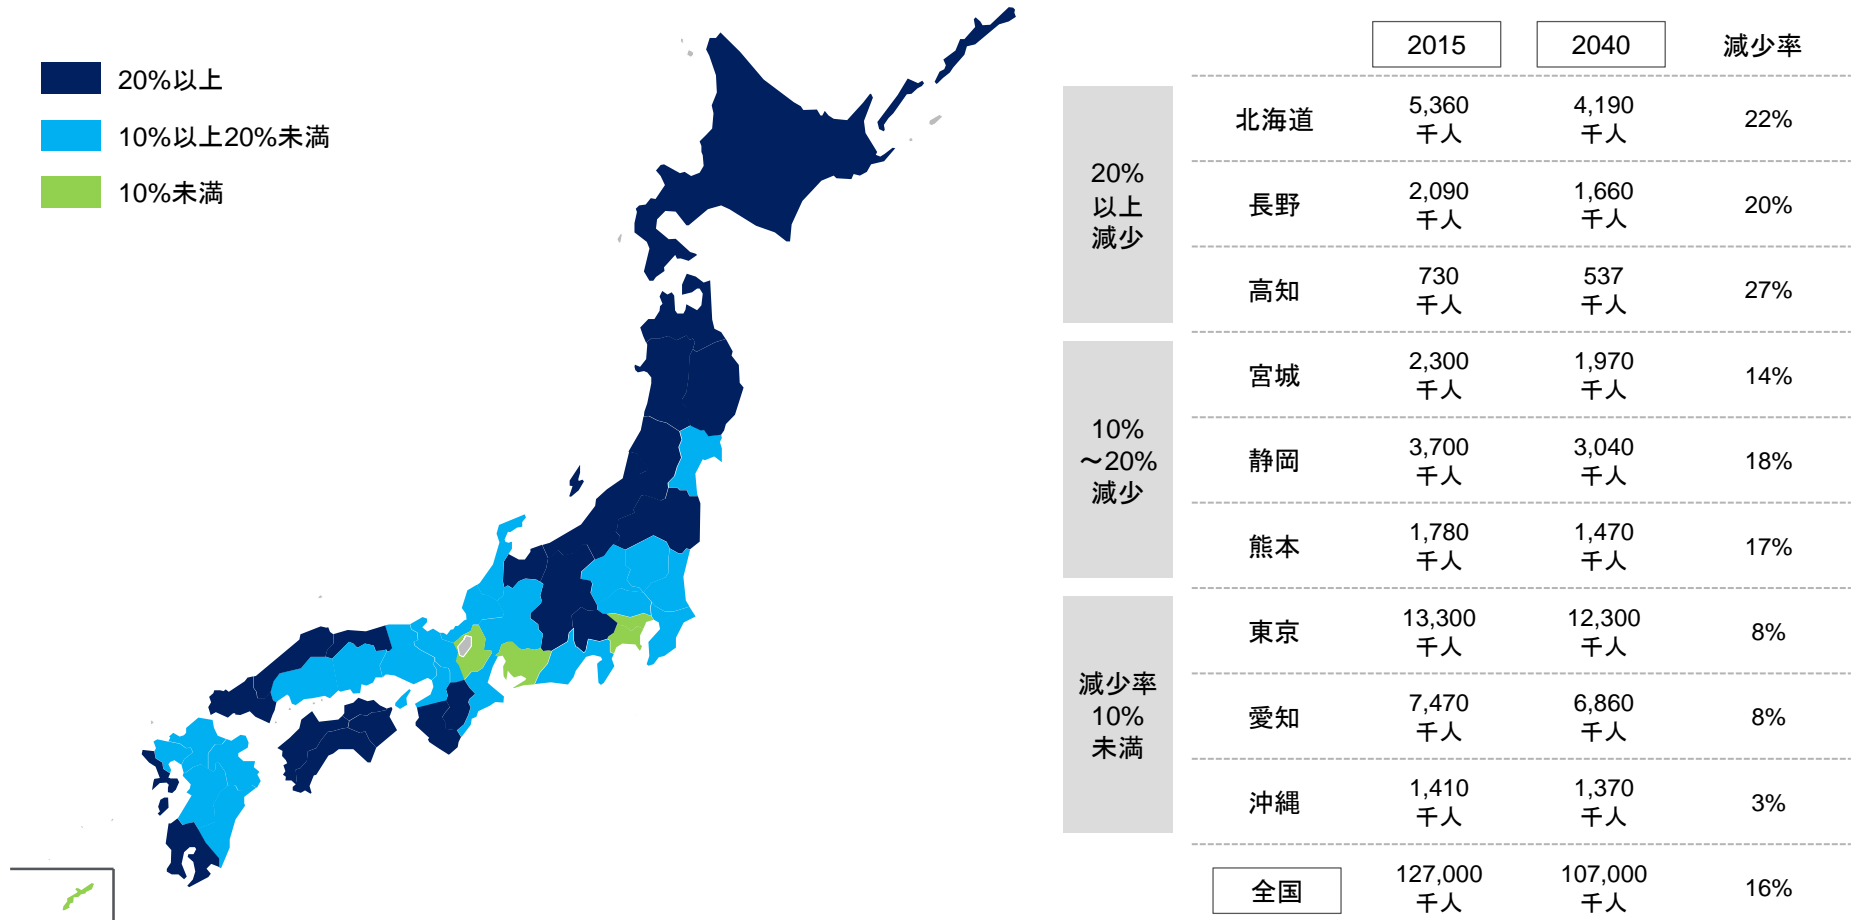 20%以上
10%以上20%未満
10%未満
2015
2040
減少率
20%
以上
減少
北海道
5,360
千人
4,190
千人
22%
長野
2,090
千人
1,660
千人
20%
高知
730
千人
537
千人
27%
10%
～20%
減少
宮城
2,300
千人
1,970
千人
14%
静岡
3,700
千人
3,040
千人
18%
熊本
1,780
千人
1,470
千人
17%
減少率
10%
未満
東京
13,300
千人
12,300
千人
8%
愛知
7,470
千人
6,860
千人
8%
沖縄
1,410
千人
1,370
千人
3%
全国
127,000
千人
107,000
千人
16%